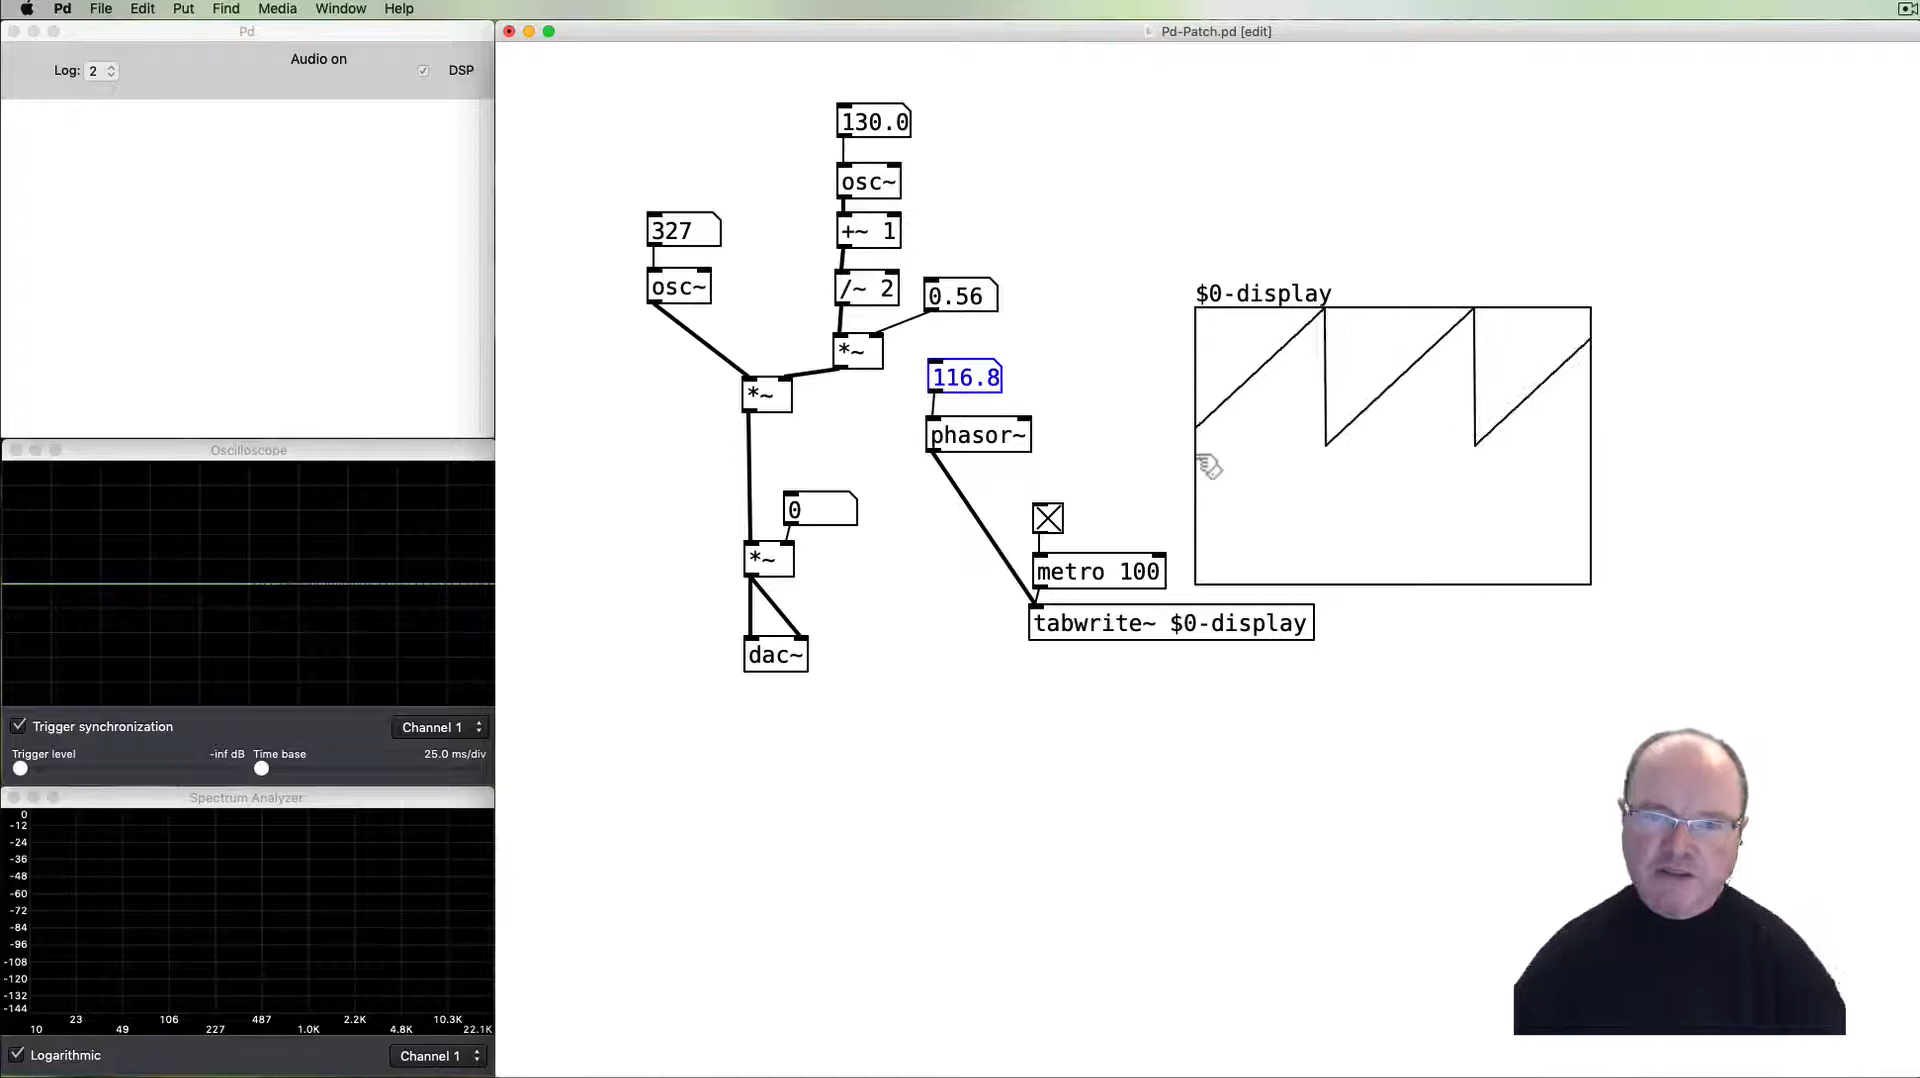 Pd File Edit Put Find Media Window Help
Pd
Audio on
Log: 2
DSP
Oscilloscope
Trigger synchronization
Channel 1
Trigger level
-inf dB
Time base
25.0 ms/div
Spectrum Analyzer
0
-12
-24
-36
-48
-60
-72
-84
-96
-108
-120
-132
-144
23 106 487 2.2K 10.3K
10 49 227 1.0K 4.8K 22.1K
Logarithmic
Channel 1
Pd-Patch.pd [edit]
130.0
osc~
+~ 1
/~ 2
0.56
*~
327
osc~
*~
116.8
phasor~
0
*~
dac~
metro 100
tabwrite~ $0-display
$0-display